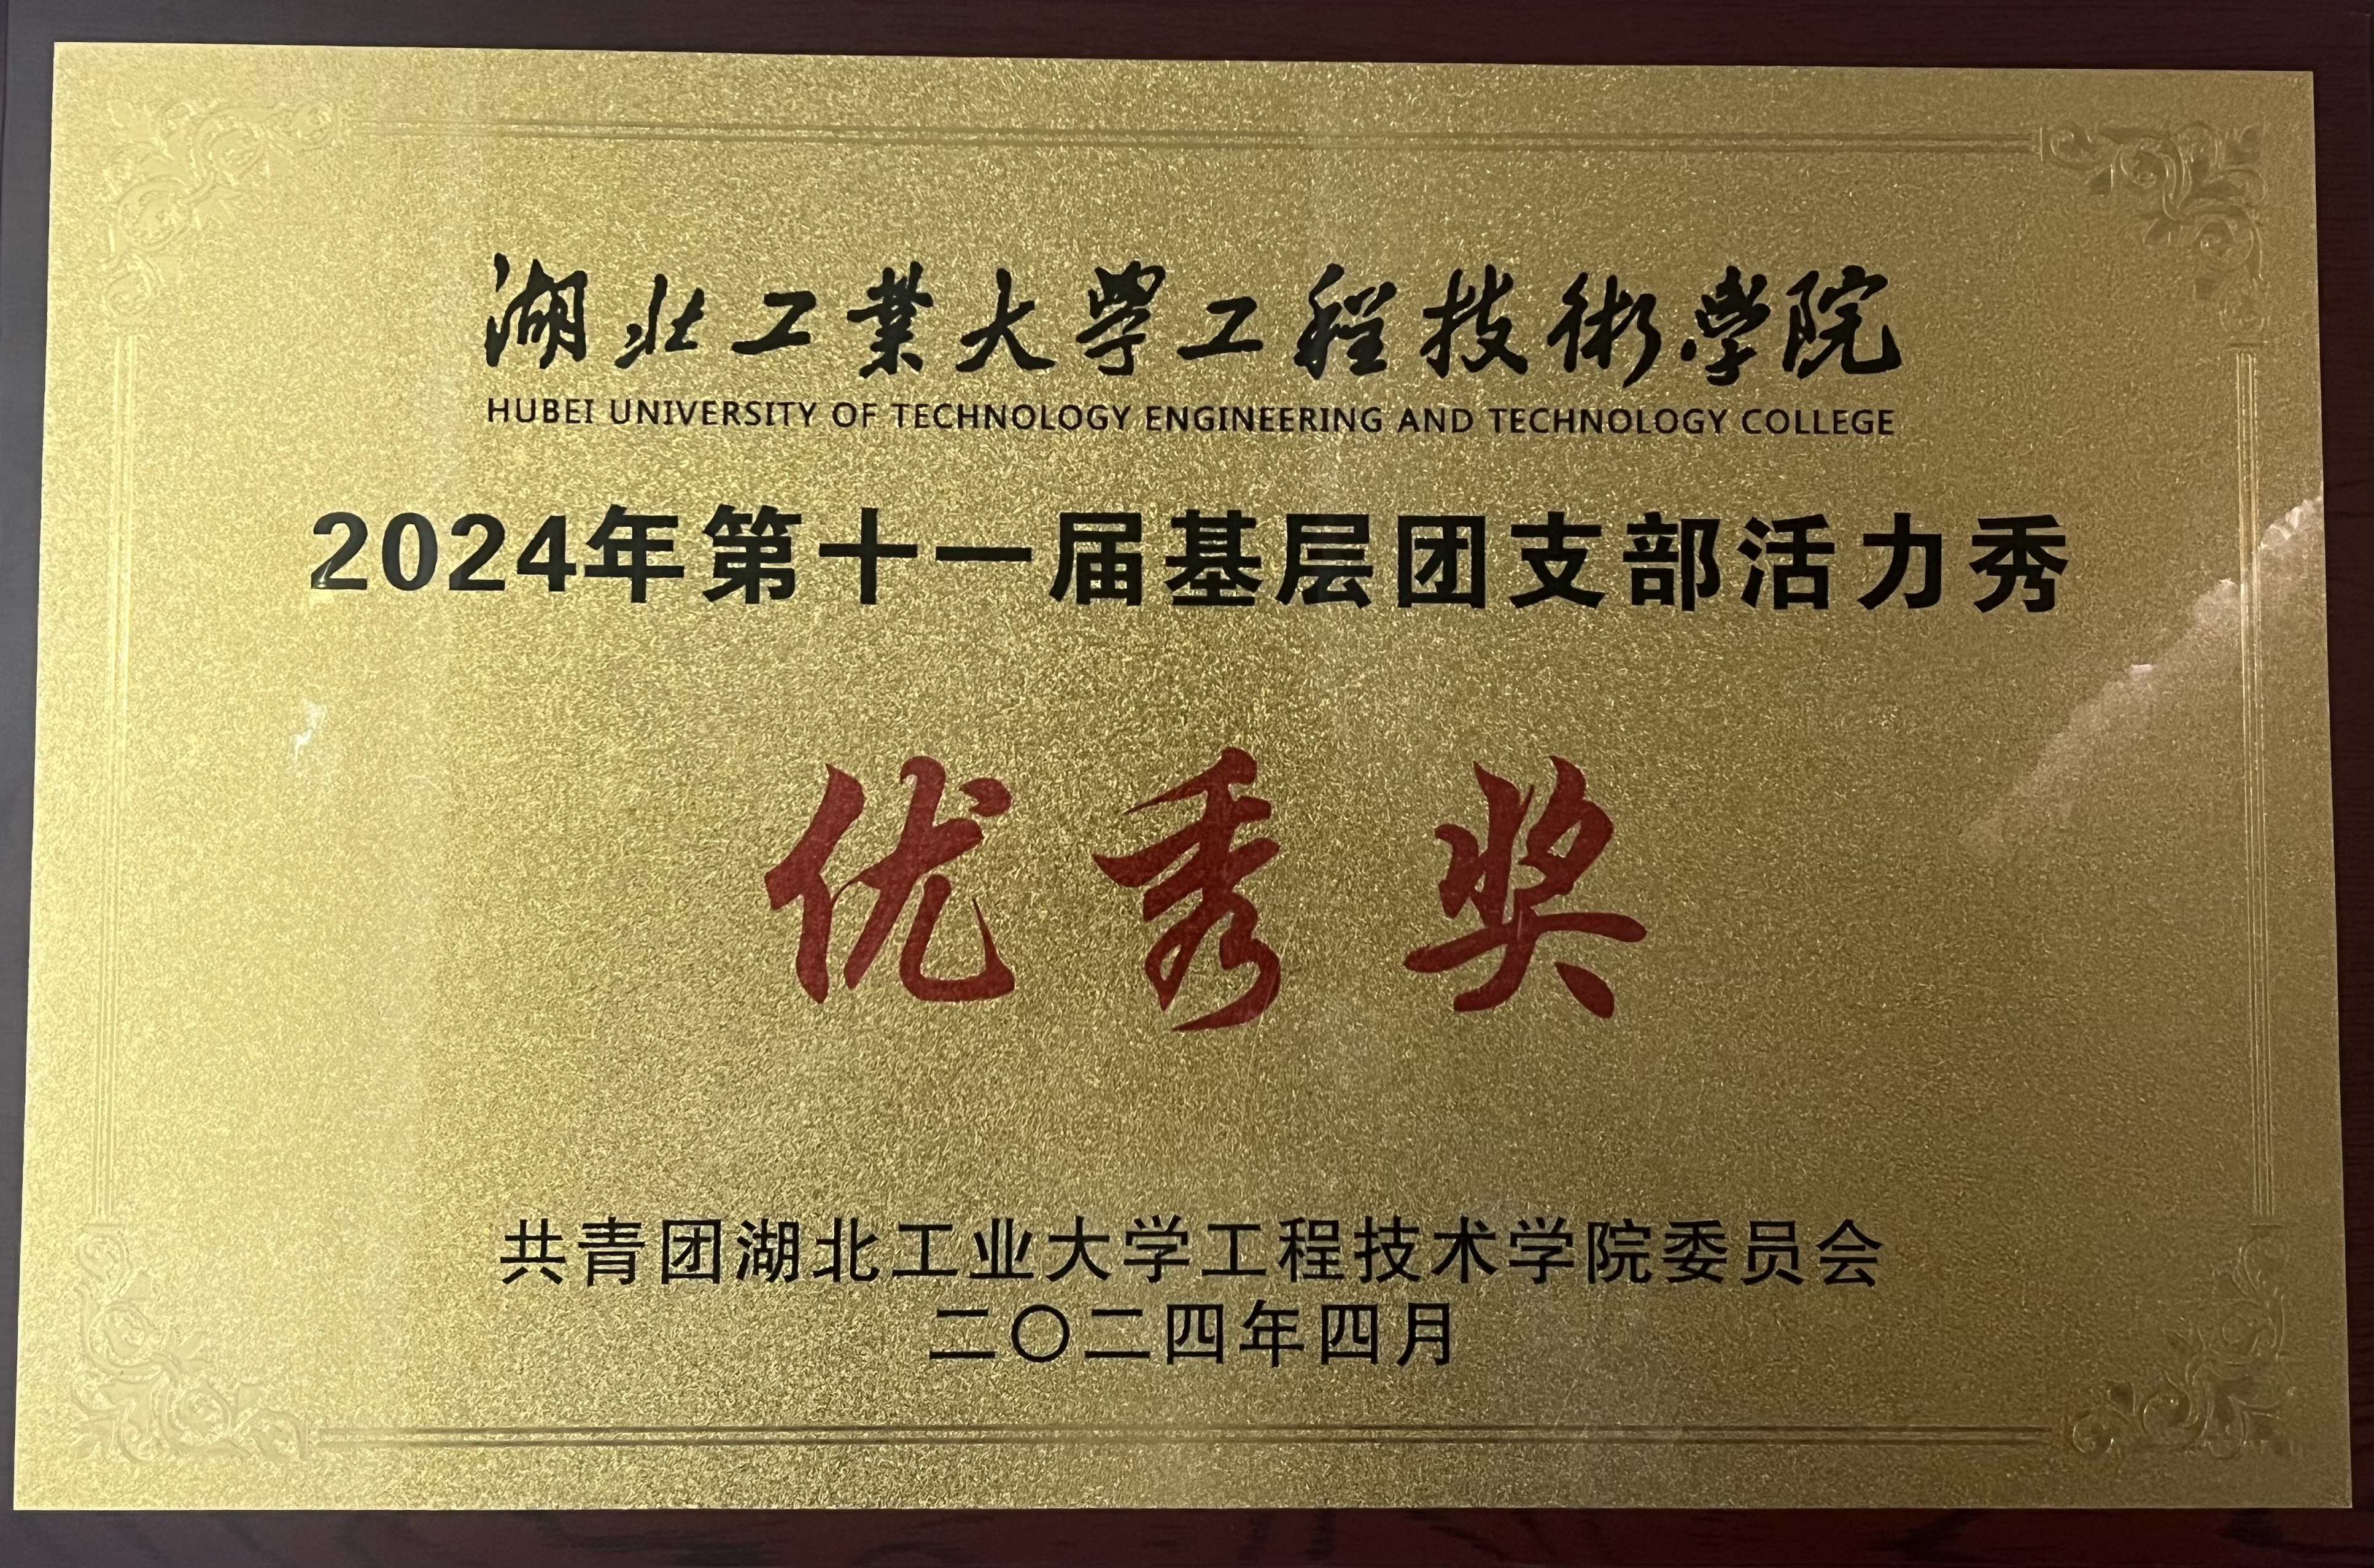 湖北工業大學工程技術學院
HUBEI UNIVERSITY OF TECHNOLOGY ENGINEERING AND TECHNOLOGY COLLEGE
2024年第十一届基层团支部活力秀
优秀奖
共青团湖北工业大学工程技术学院委员会
二〇二四年四月